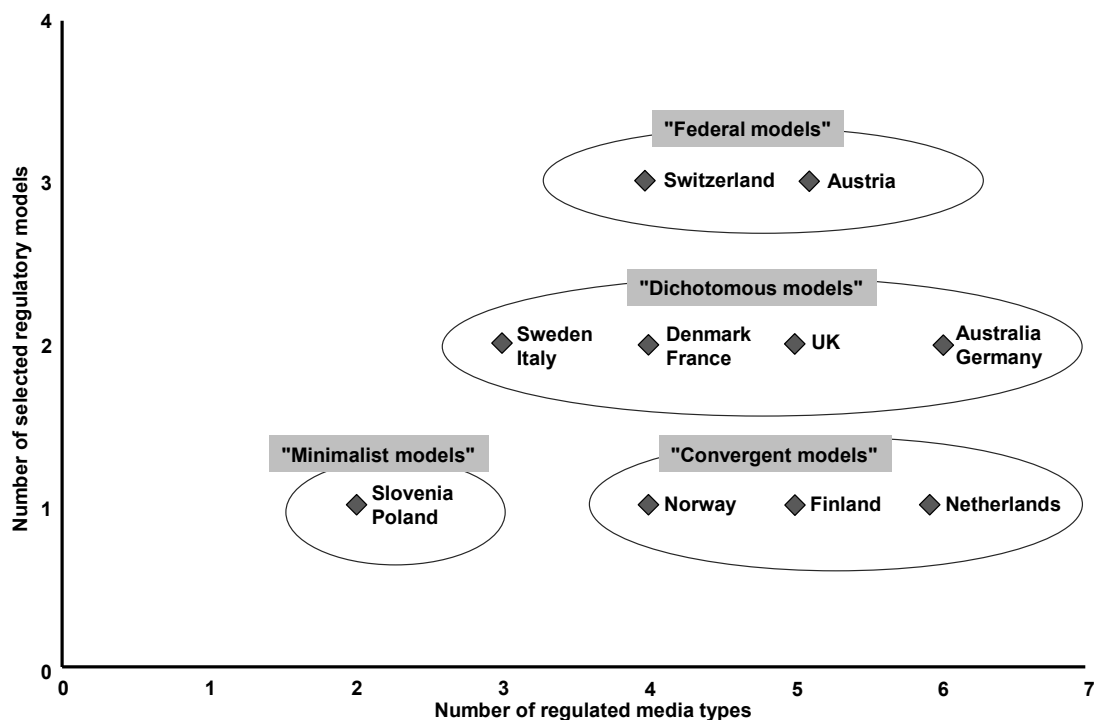 4
"Federal models"
3
Switzerland
Austria
"Dichotomous models"
2
Sweden
Italy
Denmark
France
UK
Australia
Germany
"Minimalist models"
"Convergent models"
1
Slovenia
Poland
Norway
Finland
Netherlands
0
0
1
2
3
4
5
6
7
Number of regulated media types
Number of selected regulatory models